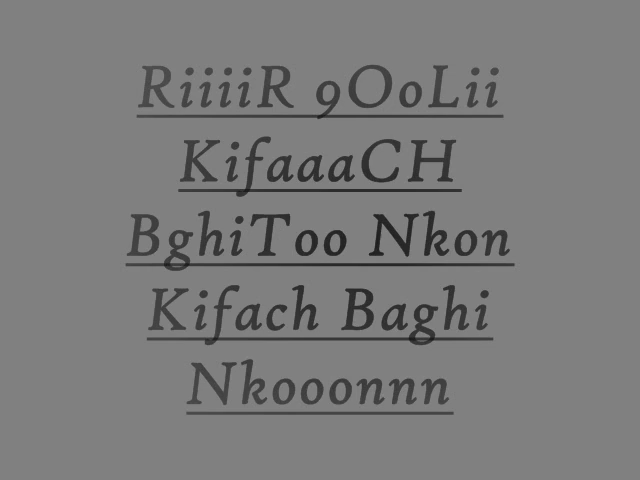 RiiiiR 9OoLii
KifaaaCH
BghiToo Nkon
Kifach Baghi
Nkooonnn